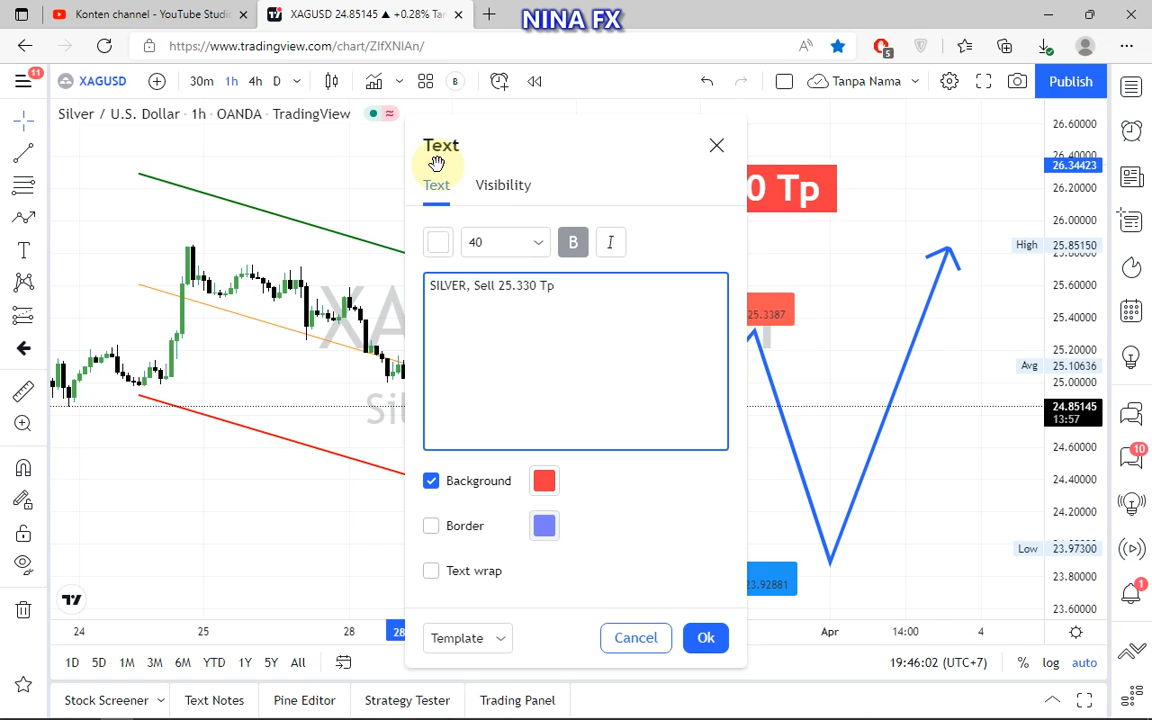 NINA FX
Konten channel - YouTube Studi
XAGUSD 24.85145 ▲ +0.28% Ta
https://www.tradingview.com/chart/ZIfXNIAn/
5
11
XAGUSD
30m 1h 4h D
B
Tanpa Nama
Publish
Silver / U.S. Dollar · 1h · OANDA · TradingView
Text
Text Visibility
40
B
I
SILVER, Sell 25.330 Tp
Background
Border
Text wrap
Template
Cancel
Ok
0 Tp
25.3387
23.92881
26.60000
26.40000
26.34423
26.20000
26.00000
High 25.85150
25.80000
25.60000
25.40000
25.20000
Avg 25.10636
25.00000
24.85145
13:57
24.60000
24.40000
24.20000
Low 23.97300
23.80000
23.60000
10
1
24 25 28 28 Apr 14:00 4
1D 5D 1M 3M 6M YTD 1Y 5Y All
19:46:02 (UTC+7) % log auto
Stock Screener Text Notes Pine Editor Strategy Tester Trading Panel